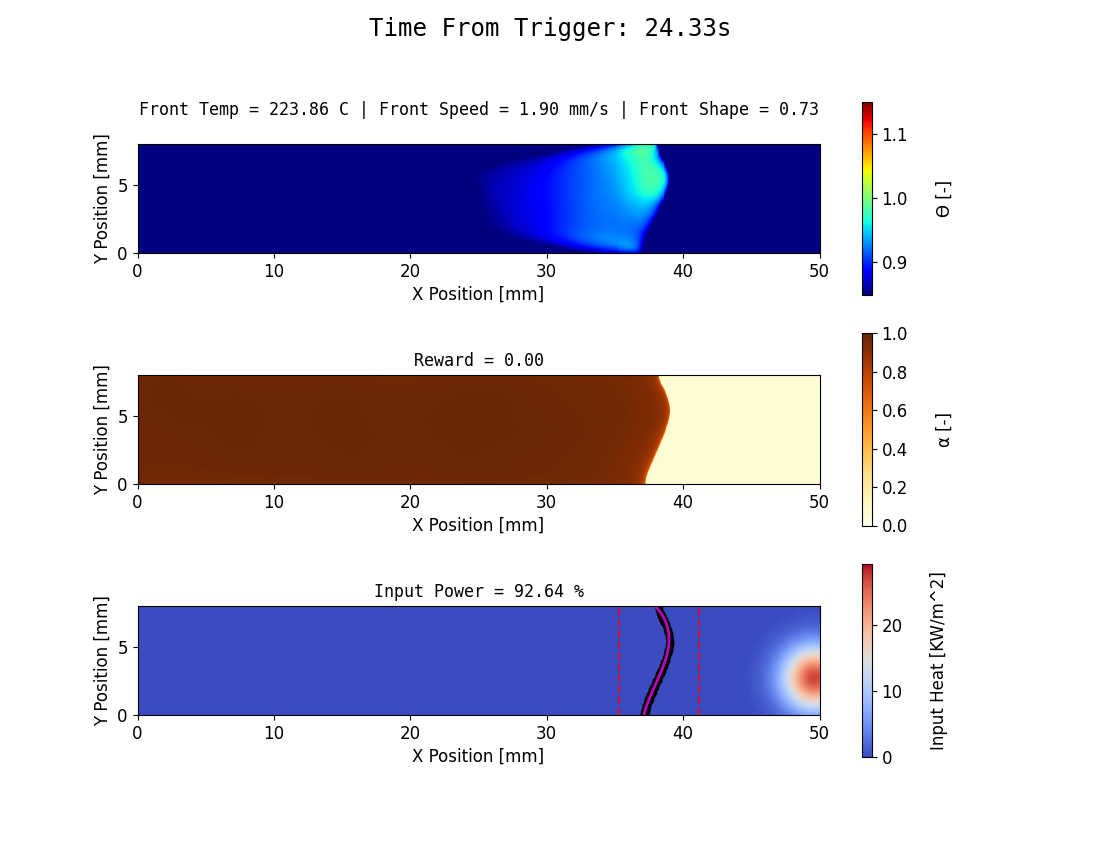 Time From Trigger: 24.33s
Front Temp = 223.86 C | Front Speed = 1.90 mm/s | Front Shape = 0.73
Y Position [mm]
5
0
0 10 20 30 40 50
X Position [mm]
1.1
1.0
0.9
Θ [-]
Reward = 0.00
Y Position [mm]
5
0
0 10 20 30 40 50
X Position [mm]
1.0
0.8
0.6
0.4
0.2
0.0
α [-]
Input Power = 92.64 %
Y Position [mm]
5
0
0 10 20 30 40 50
X Position [mm]
20
10
0
Input Heat [KW/m^2]